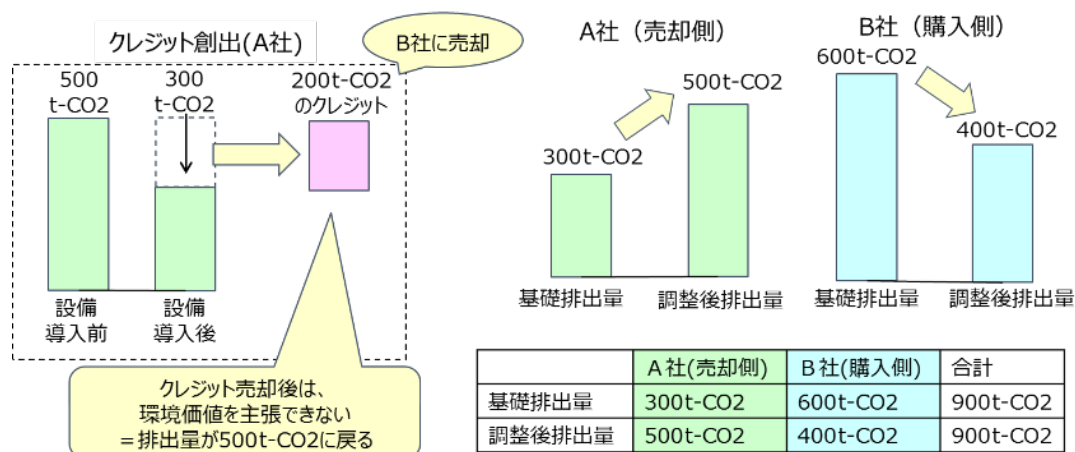 クレジット創出(A社)
B社に売却
500
t-CO2
300
t-CO2
200t-CO2
のクレジット
設備
導入前
設備
導入後
クレジット売却後は、
環境価値を主張できない
＝排出量が500t-CO2に戻る
A社（売却側）
300t-CO2
500t-CO2
基礎排出量
調整後排出量
B社（購入側）
600t-CO2
400t-CO2
基礎排出量
調整後排出量
A社(売却側) B社(購入側) 合計
基礎排出量 300t-CO2 600t-CO2 900t-CO2
調整後排出量 500t-CO2 400t-CO2 900t-CO2